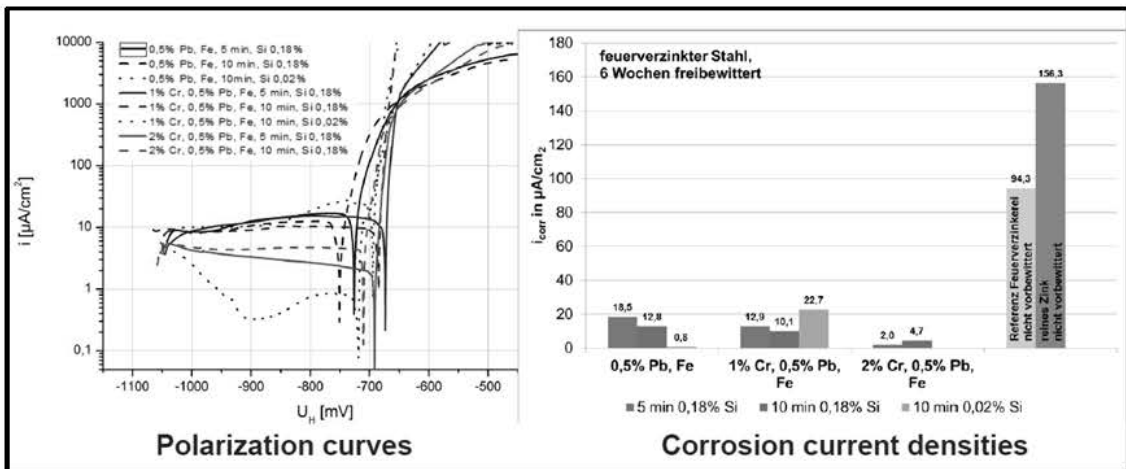 10000
1000
100
10
1
0,1
i [µA/cm²]
0,5% Pb, Fe, 5 min, Si 0,18%
0,5% Pb, Fe, 10 min, Si 0,18%
0,5% Pb, Fe, 10min, Si 0,02%
1% Cr, 0,5% Pb, Fe, 5 min, Si 0,18%
1% Cr, 0,5% Pb, Fe, 10 min, Si 0,18%
1% Cr, 0,5% Pb, Fe, 10 min, Si 0,02%
2% Cr, 0,5% Pb, Fe, 5 min, Si 0,18%
2% Cr, 0,5% Pb, Fe, 10 min, Si 0,18%
-1100 -1000 -900 -800 -700 -600 -500
U_H [mV]
Polarization curves
feuerverzinkter Stahl,
6 Wochen freibewittert
180
160
140
120
100
80
60
40
20
0
i_corr in µA/cm_2
18,5
12,8
0,8
12,9
10,1
22,7
2,0
4,7
94,3
156,3
Referenz Feuerverzinkerei
nicht vorbewittert
reines Zink
nicht vorbewittert
0,5% Pb, Fe
1% Cr, 0,5% Pb,
Fe
2% Cr, 0,5% Pb,
Fe
5 min 0,18% Si
10 min 0,18% Si
10 min 0,02% Si
Corrosion current densities